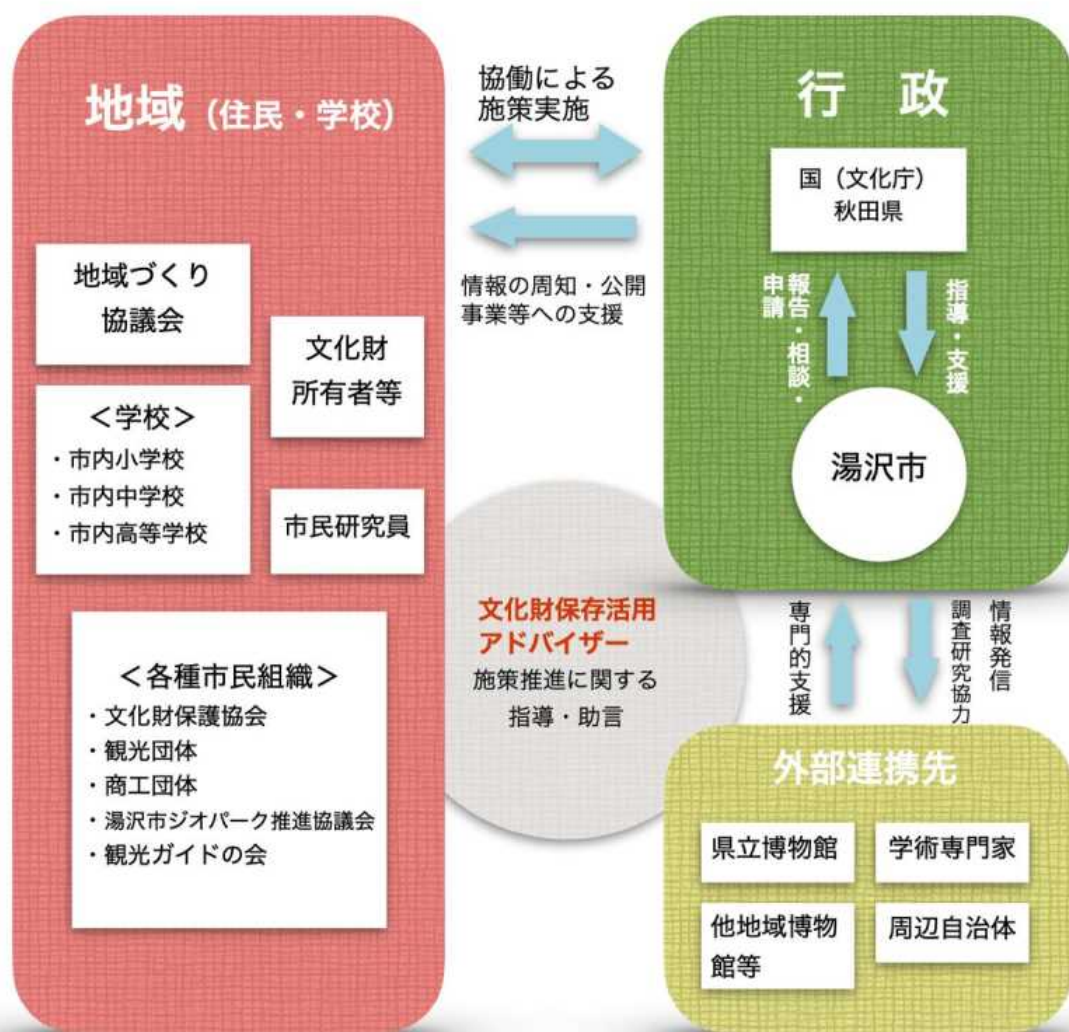 地域（住民・学校）
地域づくり
協議会
文化財
所有者等
＜学校＞
・市内小学校
・市内中学校
・市内高等学校
市民研究員
＜各種市民組織＞
・文化財保護協会
・観光団体
・商工団体
・湯沢市ジオパーク推進協議会
・観光ガイドの会
協働による
施策実施
情報の周知・公開
事業等への支援
文化財保存活用
アドバイザー
施策推進に関する
指導・助言
行　政
国（文化庁）
秋田県
報告・相談・
申請
指導・支援
湯沢市
専門的支援
情報発信
調査研究協力
外部連携先
県立博物館
学術専門家
他地域博物
館等
周辺自治体